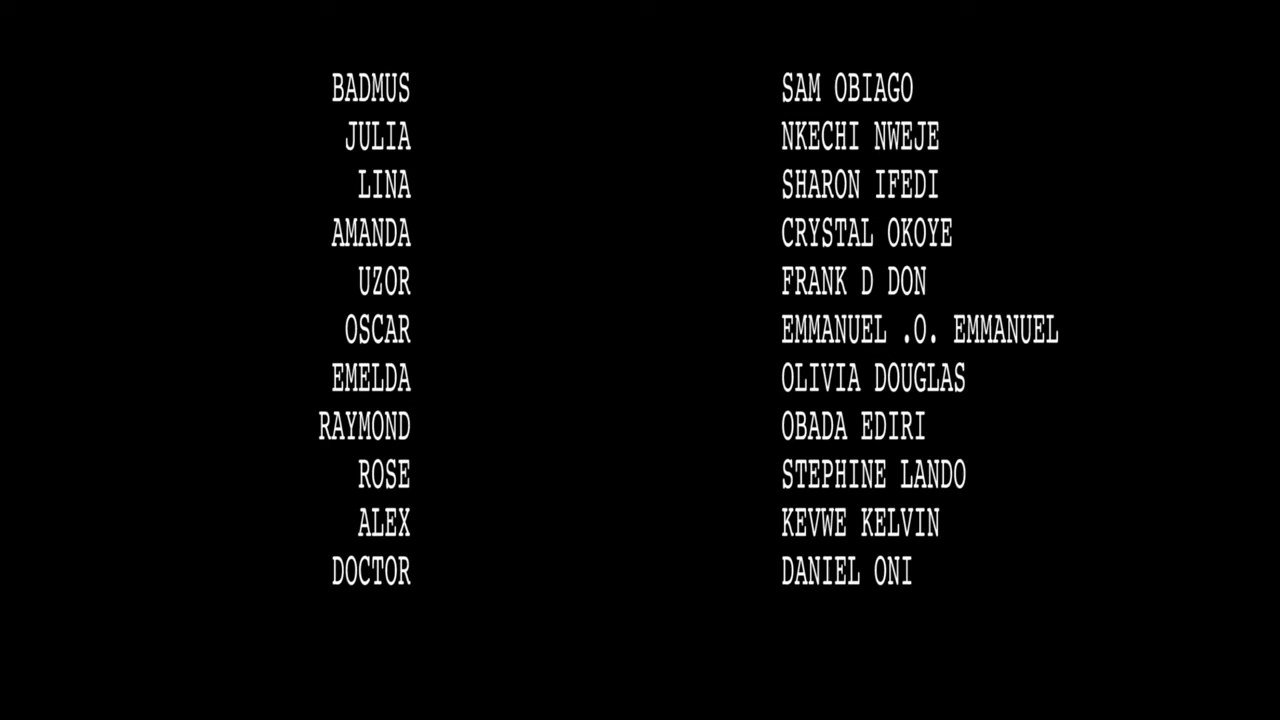 BADMUS SAM OBIAGO
JULIA NKECHI NWEJE
LINA SHARON IFEDI
AMANDA CRYSTAL OKOYE
UZOR FRANK D DON
OSCAR EMMANUEL .O. EMMANUEL
EMELDA OLIVIA DOUGLAS
RAYMOND OBADA EDIRI
ROSE STEPHINE LANDO
ALEX KEVWE KELVIN
DOCTOR DANIEL ONI